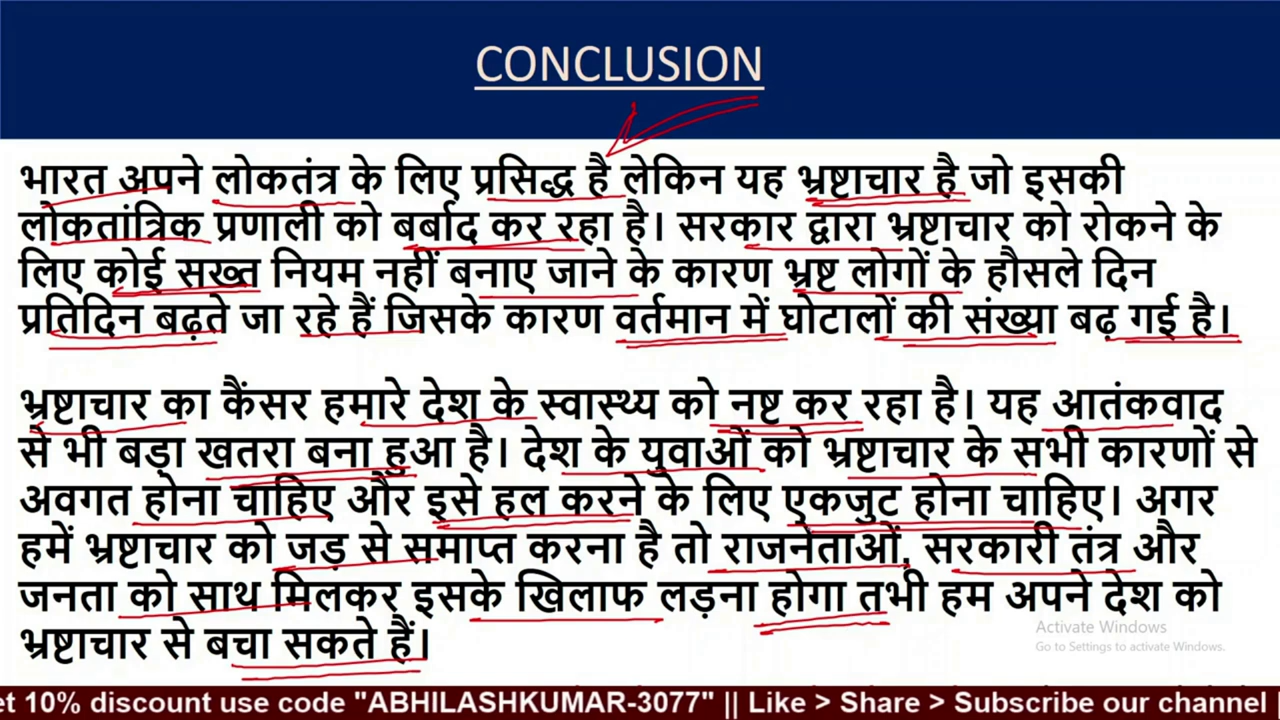 CONCLUSION
भारत अपने लोकतंत्र के लिए प्रसिद्ध है लेकिन यह भ्रष्टाचार है जो इसकी
लोकतांत्रिक प्रणाली को बर्बाद कर रहा है। सरकार द्वारा भ्रष्टाचार को रोकने के
लिए कोई सख्त नियम नहीं बनाए जाने के कारण भ्रष्ट लोगों के हौसले दिन
प्रतिदिन बढ़ते जा रहे हैं जिसके कारण वर्तमान में घोटालों की संख्या बढ़ गई है।
भ्रष्टाचार का कैंसर हमारे देश के स्वास्थ्य को नष्ट कर रहा है। यह आतंकवाद
से भी बड़ा खतरा बना हुआ है। देश के युवाओं को भ्रष्टाचार के सभी कारणों से
अवगत होना चाहिए और इसे हल करने के लिए एकजुट होना चाहिए। अगर
हमें भ्रष्टाचार को जड़ से समाप्त करना है तो राजनेताओं, सरकारी तंत्र और
जनता को साथ मिलकर इसके खिलाफ लड़ना होगा तभी हम अपने देश को
भ्रष्टाचार से बचा सकते हैं।
Activate Windows
Go to Settings to activate Windows.
et 10% discount use code "ABHILASHKUMAR-3077" || Like > Share > Subscribe our channel